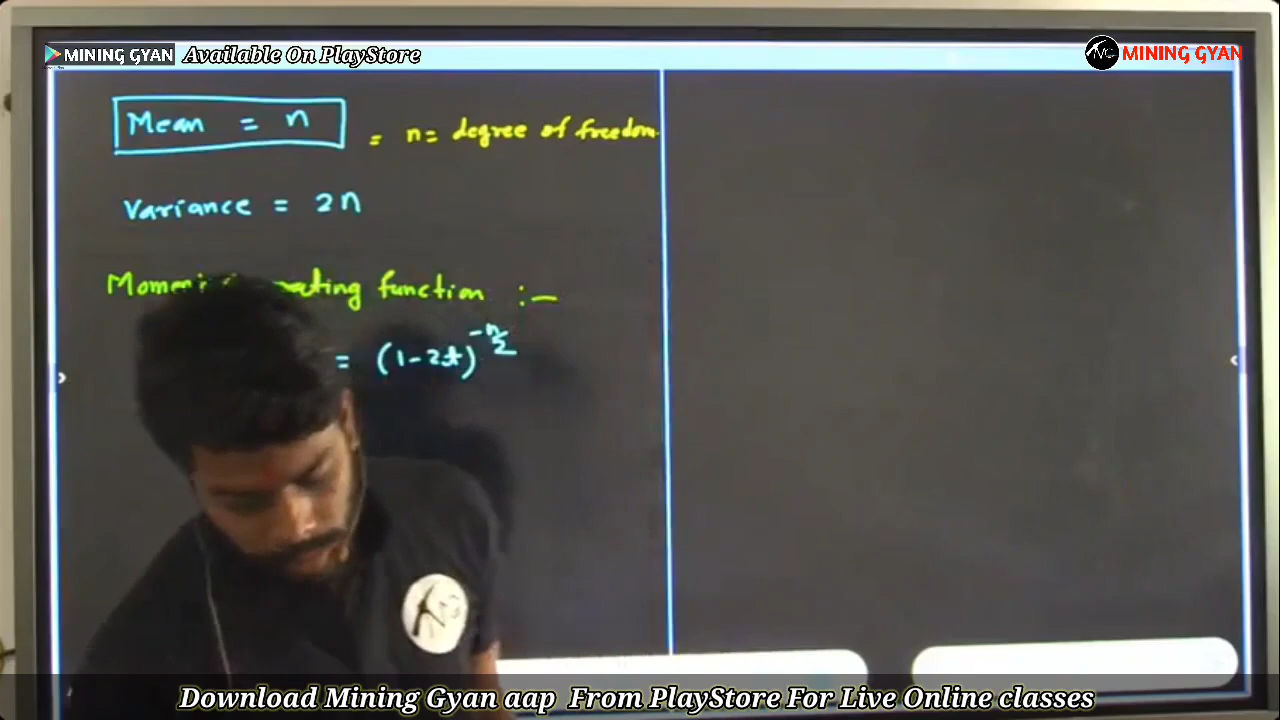 MINING GYAN Available On PlayStore
MINING GYAN
Mean = n
= n = degree of freedom.
Variance = 2n
function :-
= (1-2t)^-n/2
Download Mining Gyan aap From PlayStore For Live Online classes